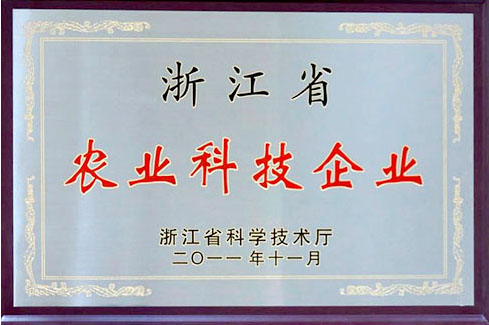 浙江省
农业科技企业
浙江省科学技术厅
二〇一一年十一月